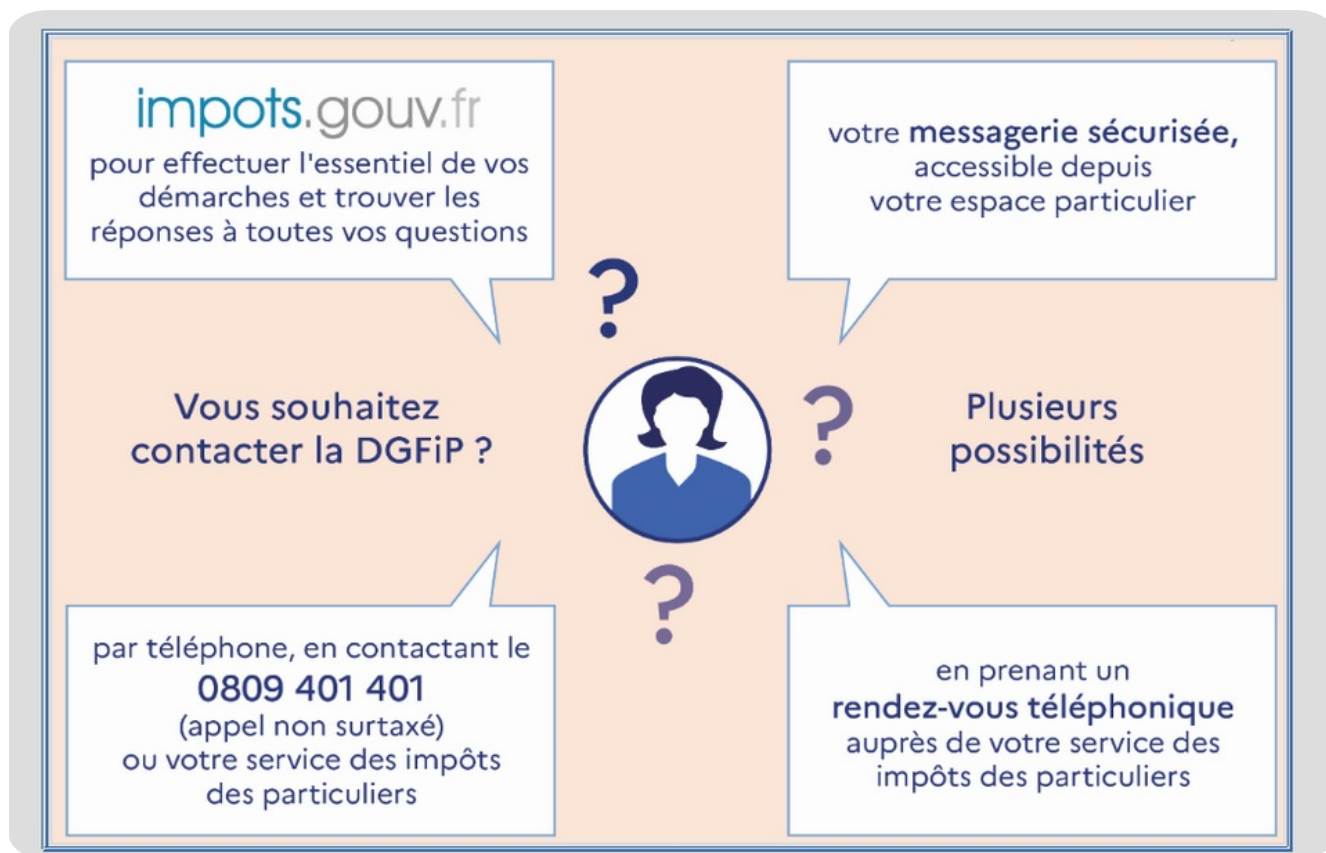 impots.gouv.fr
pour effectuer l'essentiel de vos
démarches et trouver les
réponses à toutes vos questions
votre messagerie sécurisée,
accessible depuis
votre espace particulier
?
Vous souhaitez
contacter la DGFiP ?
?
Plusieurs
possibilités
?
par téléphone, en contactant le
0809 401 401
(appel non surtaxé)
ou votre service des impôts
des particuliers
en prenant un
rendez-vous téléphonique
auprès de votre service des
impôts des particuliers